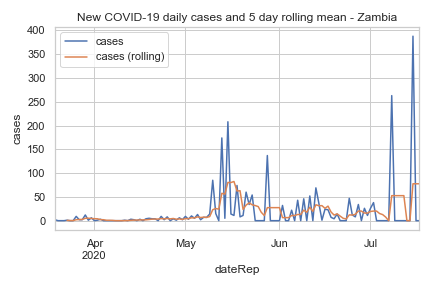 New COVID-19 daily cases and 5 day rolling mean - Zambia
cases
cases (rolling)
400
350
300
250
200
150
100
50
0
cases
Apr
2020
May
Jun
Jul
dateRep